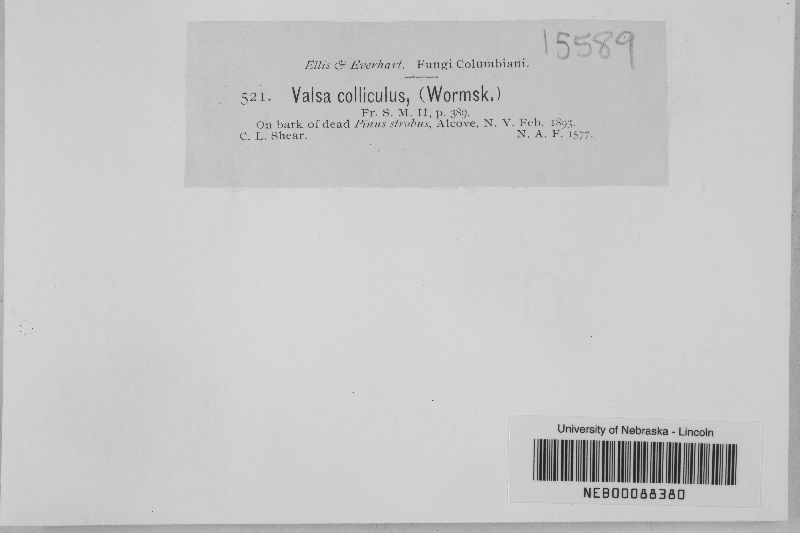 15589
Ellis & Everhart. Fungi Columbiani.
521. Valsa colliculus, (Wormsk.)
Fr. S. M. II, p. 389.
On bark of dead Pinus strobus, Alcove, N. Y. Feb. 1893.
C. L. Shear. N. A. F. 1577.
University of Nebraska - Lincoln
NEB00088380